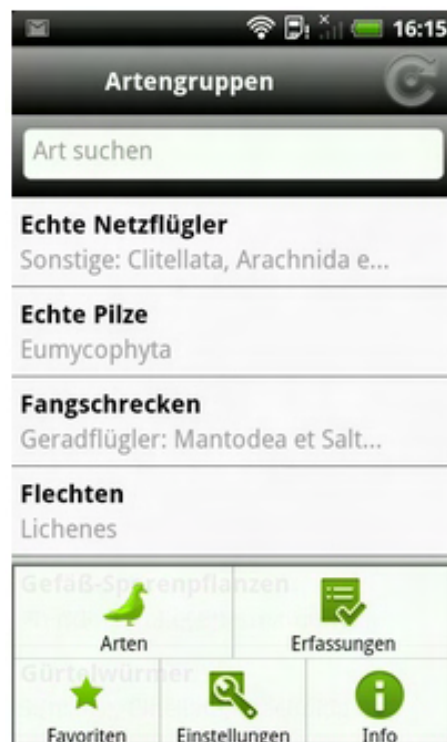 16:15
Artengruppen
Art suchen
Echte Netzflügler
Sonstige: Clitellata, Arachnida e...
Echte Pilze
Eumycophyta
Fangschrecken
Geradflügler: Mantodea et Salt...
Flechten
Lichenes
Gefäß-Sporenpflanzen
Arten
Erfassungen
Gürtelwürmer
Favoriten
Einstellungen
Info